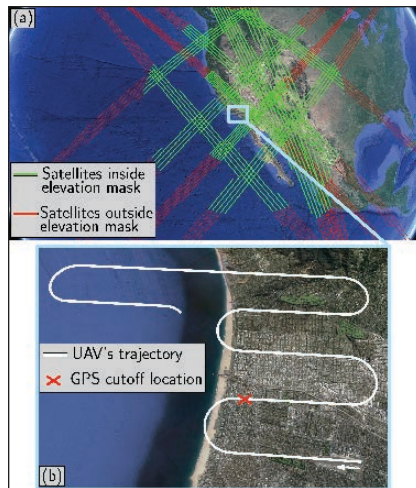 (a)
Satellites inside
elevation mask
Satellites outside
elevation mask
UAV's trajectory
GPS cutoff location
(b)